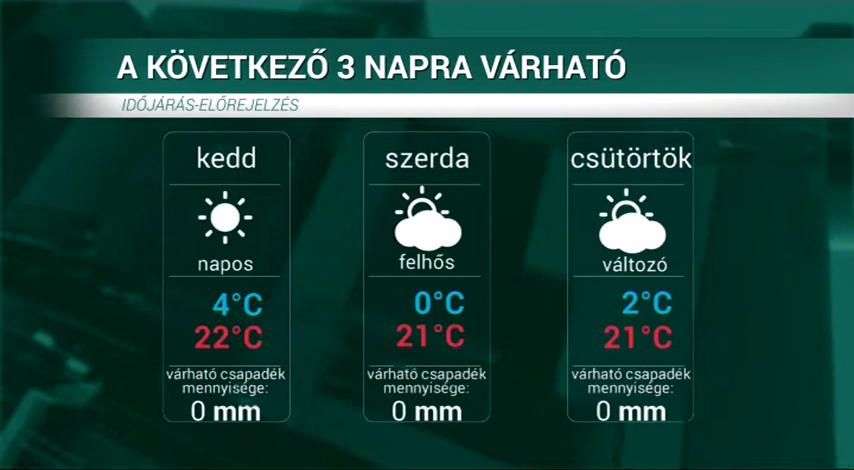 A KÖVETKEZŐ 3 NAPRA VÁRHATÓ
IDŐJÁRÁS-ELŐREJELZÉS
kedd
napos
4°C
22°C
várható csapadék
mennyisége:
0 mm
szerda
felhős
0°C
21°C
várható csapadék
mennyisége:
0 mm
csütörtök
változó
2°C
21°C
várható csapadék
mennyisége:
0 mm